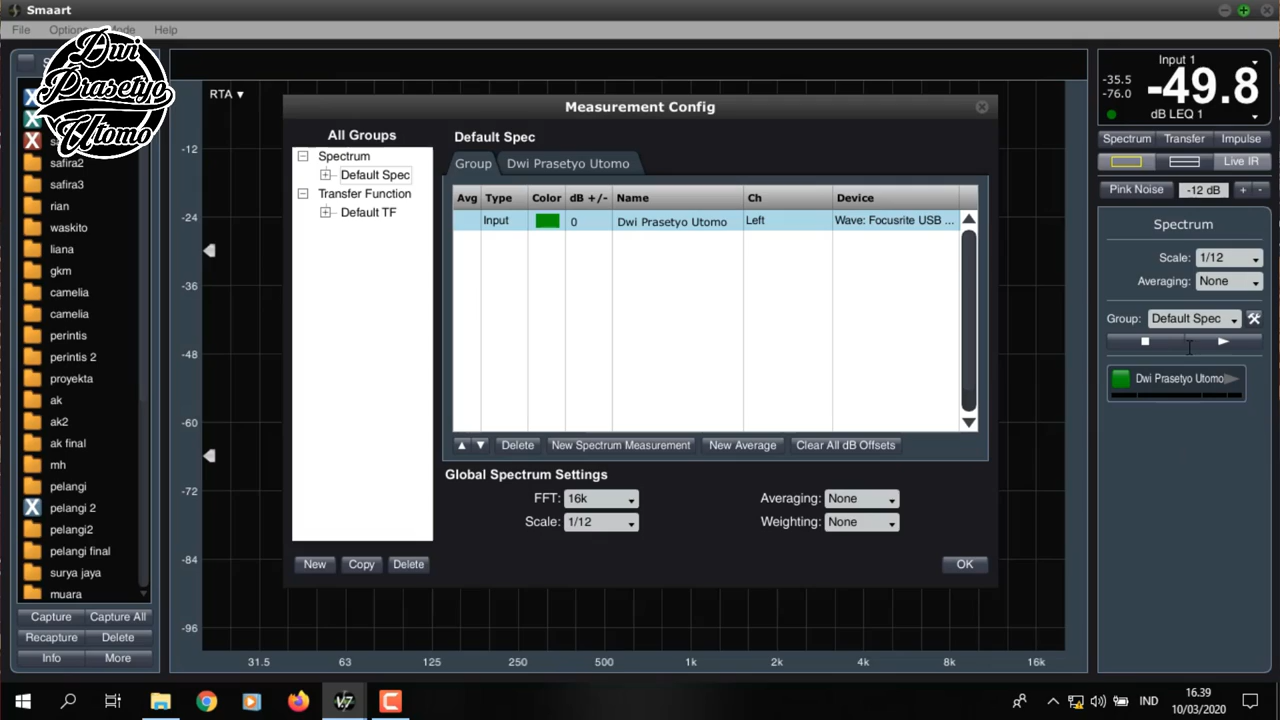 Smaart
File Options Mode Help
Dwi
Prasetyo
Utomo
safira2
safira3
rian
waskito
liana
gkm
camelia
camelia
perintis
perintis 2
proyekta
ak
ak2
ak final
mh
pelangi
pelangi 2
pelangi2
pelangi final
surya jaya
muara
Capture Capture All
Recapture Delete
Info More
RTA ▼
-12
-24
-36
-48
-60
-72
-84
-96
31.5 63 125 250 500 1k 2k 4k 8k 16k
Measurement Config
All Groups
Spectrum
Default Spec
Transfer Function
Default TF
New Copy Delete
Default Spec
Group Dwi Prasetyo Utomo
Avg Type Color dB +/- Name Ch Device
Input 0 Dwi Prasetyo Utomo Left Wave: Focusrite USB ...
Delete New Spectrum Measurement New Average Clear All dB Offsets
Global Spectrum Settings
FFT: 16k Averaging: None
Scale: 1/12 Weighting: None
OK
Input 1
-35.5
-76.0
-49.8
dB LEQ 1
Spectrum Transfer Impulse
Live IR
Pink Noise -12 dB + -
Spectrum
Scale: 1/12
Averaging: None
Group: Default Spec
Dwi Prasetyo Utomo
V7
IND
16.39
10/03/2020